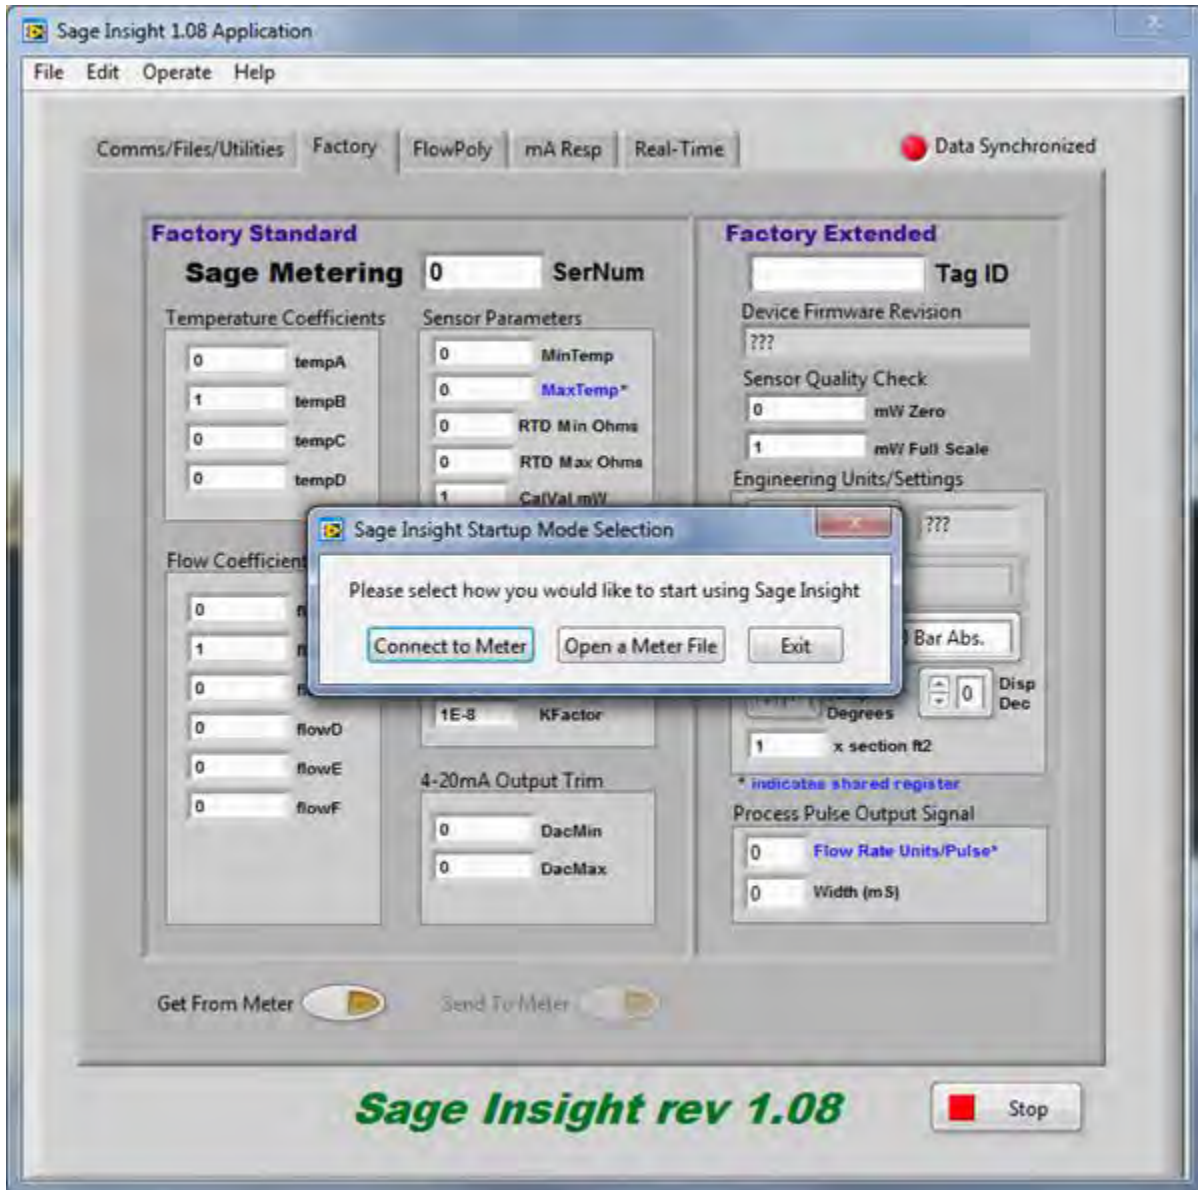 Sage Insight 1.08 Application
File Edit Operate Help
Comms/Files/Utilities Factory FlowPoly mA Resp Real-Time Data Synchronized
Factory Standard
Sage Metering 0 SerNum
Temperature Coefficients
0 tempA
1 tempB
0 tempC
0 tempD
Sensor Parameters
0 MinTemp
0 MaxTemp*
0 RTD Min Ohms
0 RTD Max Ohms
1 CalVal mW
Flow Coefficien
0
1
0
0 flowD
0 flowE
0 flowF
1E-8 KFactor
4-20mA Output Trim
0 DacMin
0 DacMax
Factory Extended
Tag ID
Device Firmware Revision
???
Sensor Quality Check
0 mW Zero
1 mW Full Scale
Engineering Units/Settings
???
Bar Abs.
Degrees
0 Disp Dec
1 x section ft2
* indicates shared register
Process Pulse Output Signal
0 Flow Rate Units/Pulse*
0 Width (mS)
Sage Insight Startup Mode Selection
Please select how you would like to start using Sage Insight
Connect to Meter Open a Meter File Exit
Get From Meter Send To Meter
Sage Insight rev 1.08
Stop